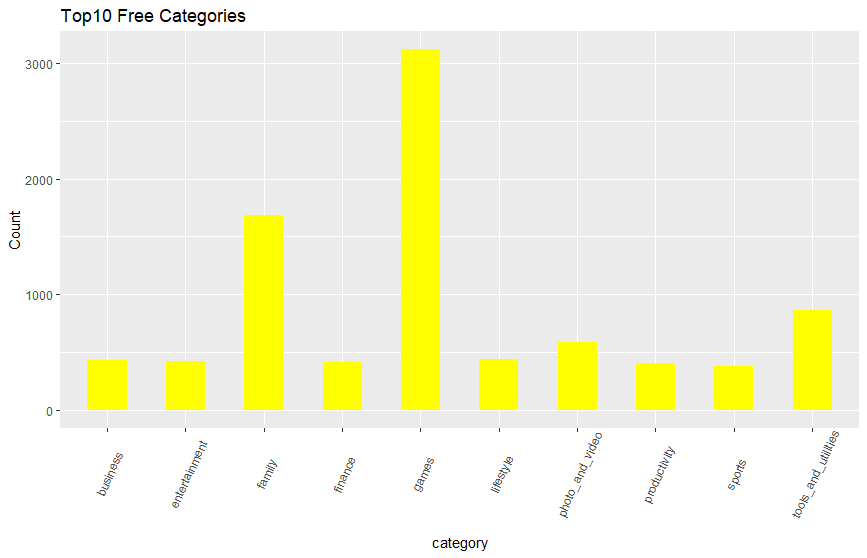 Top10 Free Categories
Count
3000
2000
1000
0
business
entertainment
family
finance
games
lifestyle
photo_and_video
productivity
sports
tools_and_utilities
category